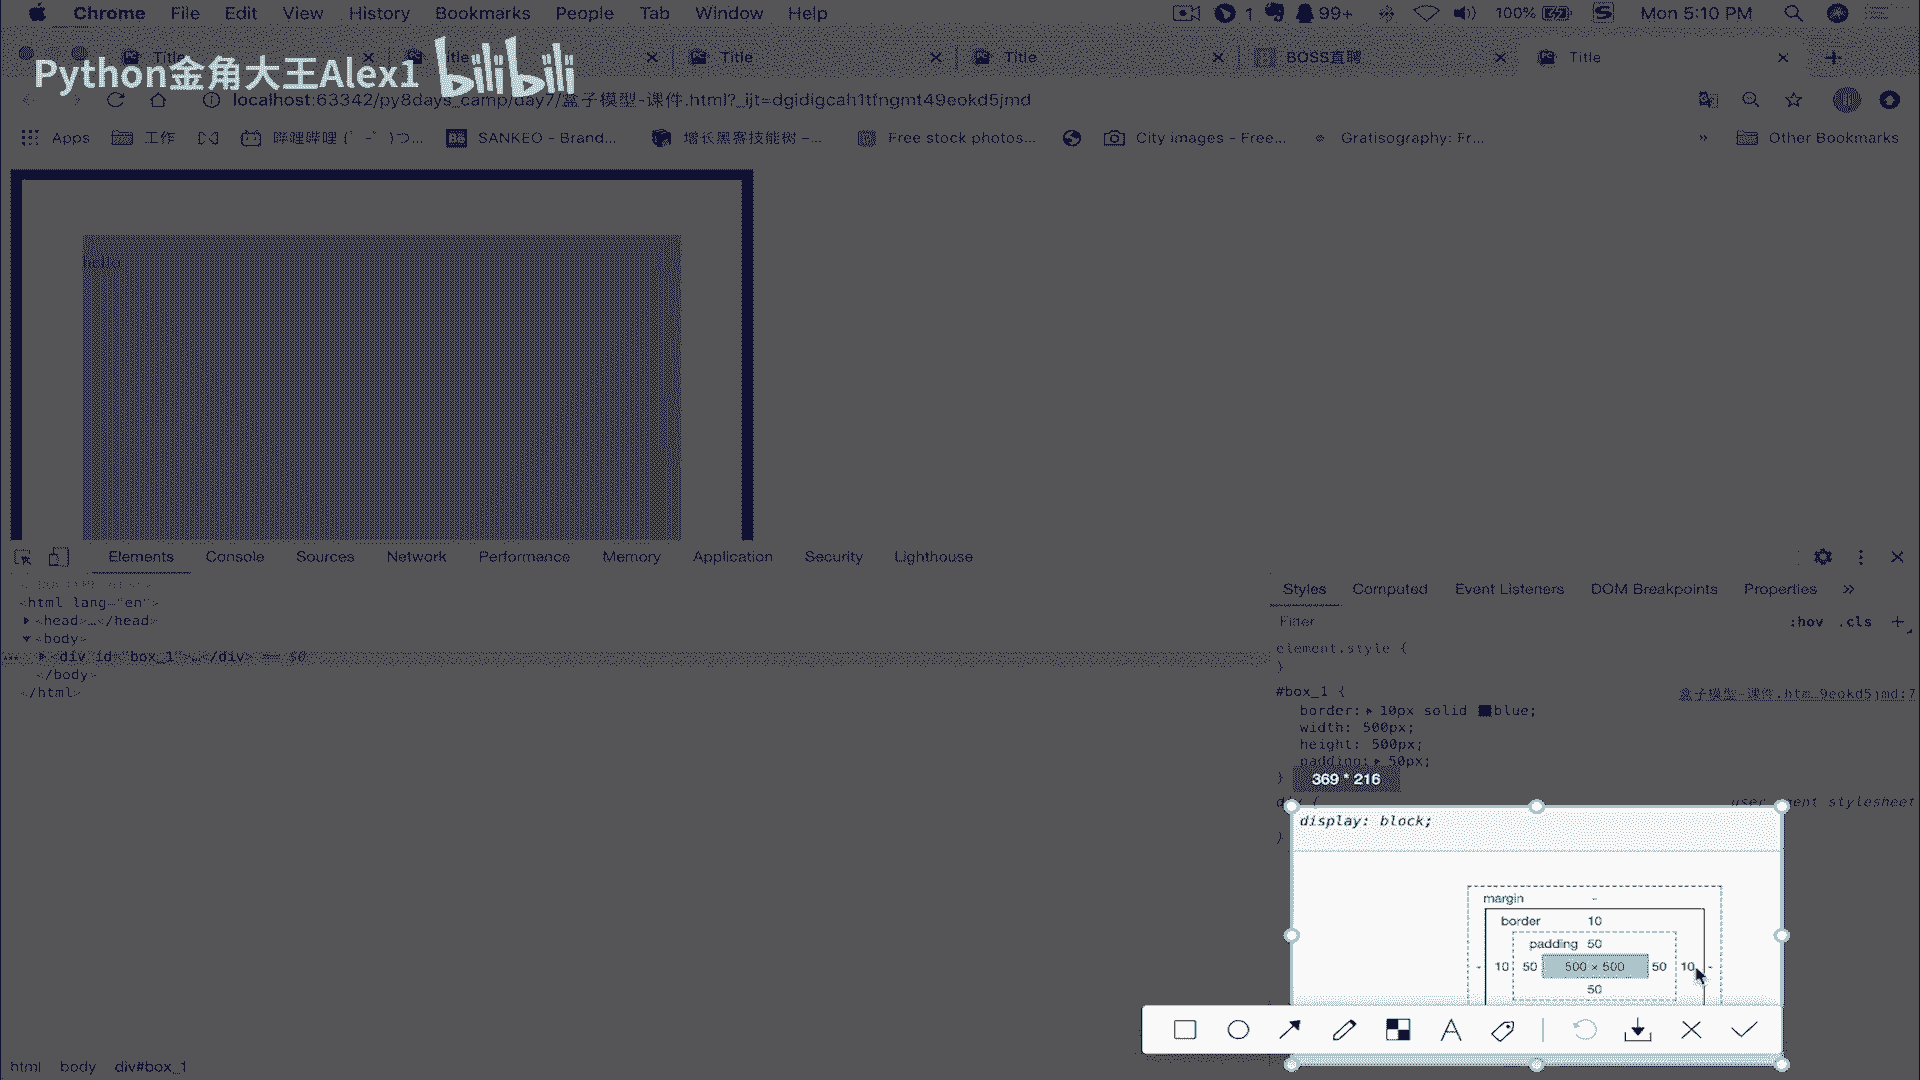 Chrome File Edit View History Bookmarks People Tab Window Help 1 99+ 100% Mon 5:10 PM
Python金角大王Alex1 bilibili
Title Title Title Title BOSS直聘 Title
localhost:63342/py8days_camp/day7/盒子模型-课件.html?_ijt=dgidigcah1tfngmt49eokd5jmd
Apps 工作 哔哩哔哩 (゜-゜)つ... SANKEO - Brand... 增长黑客技能树 -... Free stock photos... City images - Free... Gratisography: Fr... » Other Bookmarks
hello
Elements Console Sources Network Performance Memory Application Security Lighthouse
<html lang="en">
<head>…</head>
<body>
<div id="box_1">…</div> == $0
</body>
</html>
html body div#box_1
Styles Computed Event Listeners DOM Breakpoints Properties »
Filter :hov .cls +
element.style {
}
#box_1 { 盒子模型-课件.htm…9eokd5jmd:7
border: 10px solid blue;
width: 500px;
height: 500px;
padding: 50px;
}
369 * 216
div { stylesheet
display: block;
}
margin -
border 10
padding 50
- 10 50 500 × 500 50 10 -
50